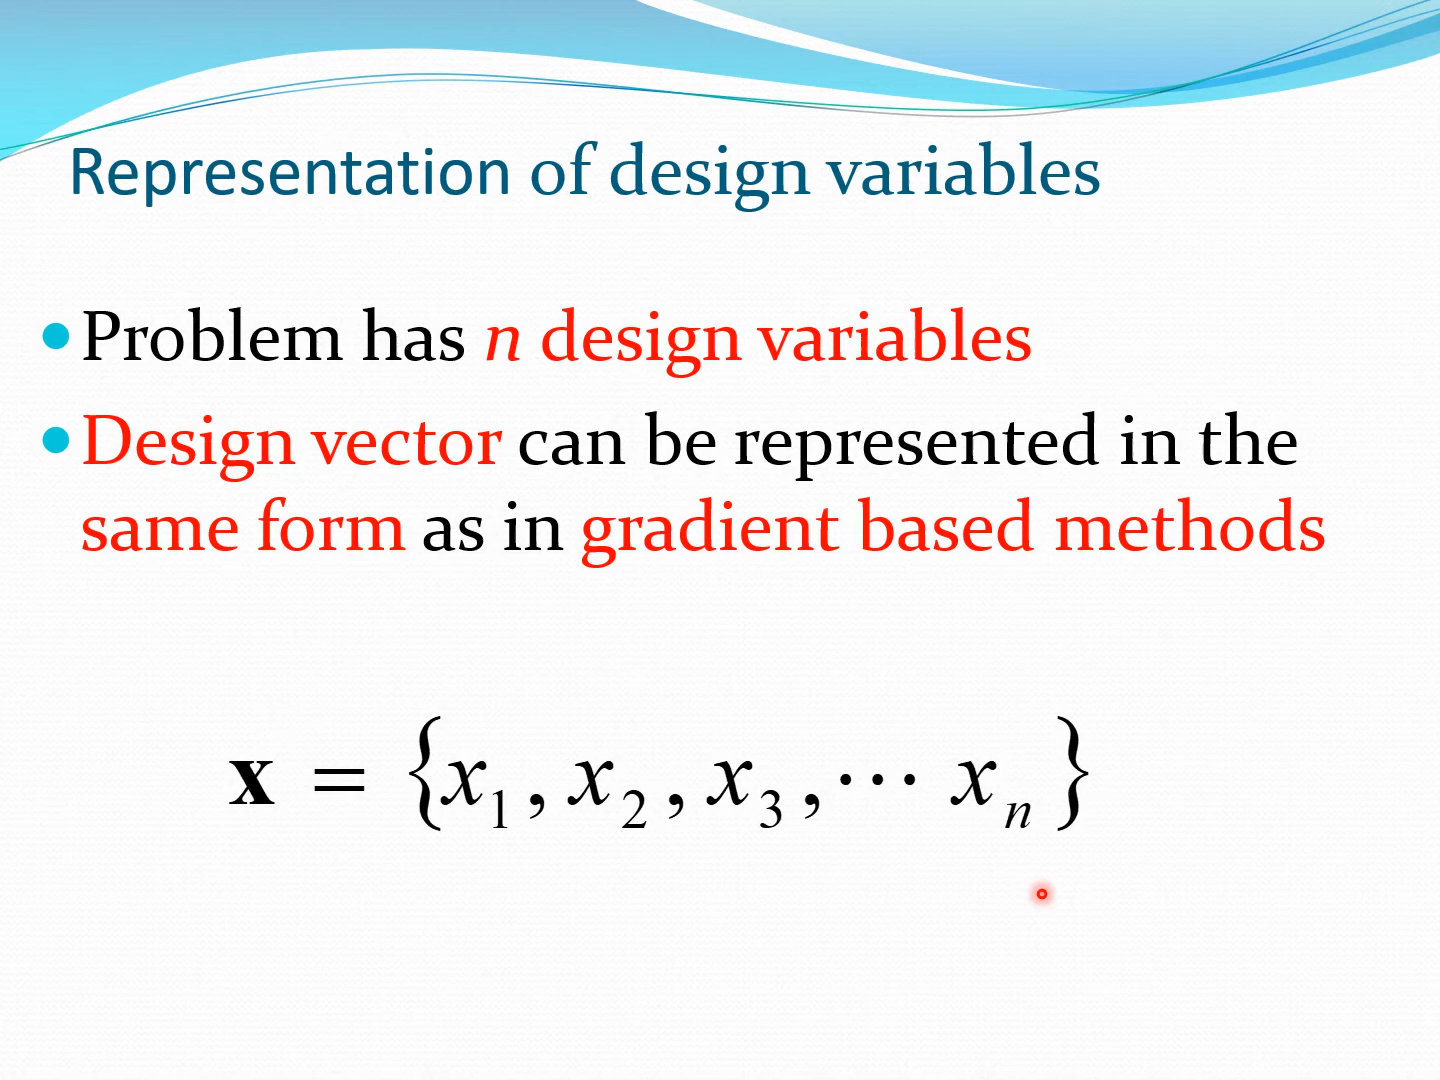 Representation of design variables
•Problem has n design variables
•Design vector can be represented in the
same form as in gradient based methods
x = {x₁, x₂, x₃, ⋯ xₙ}